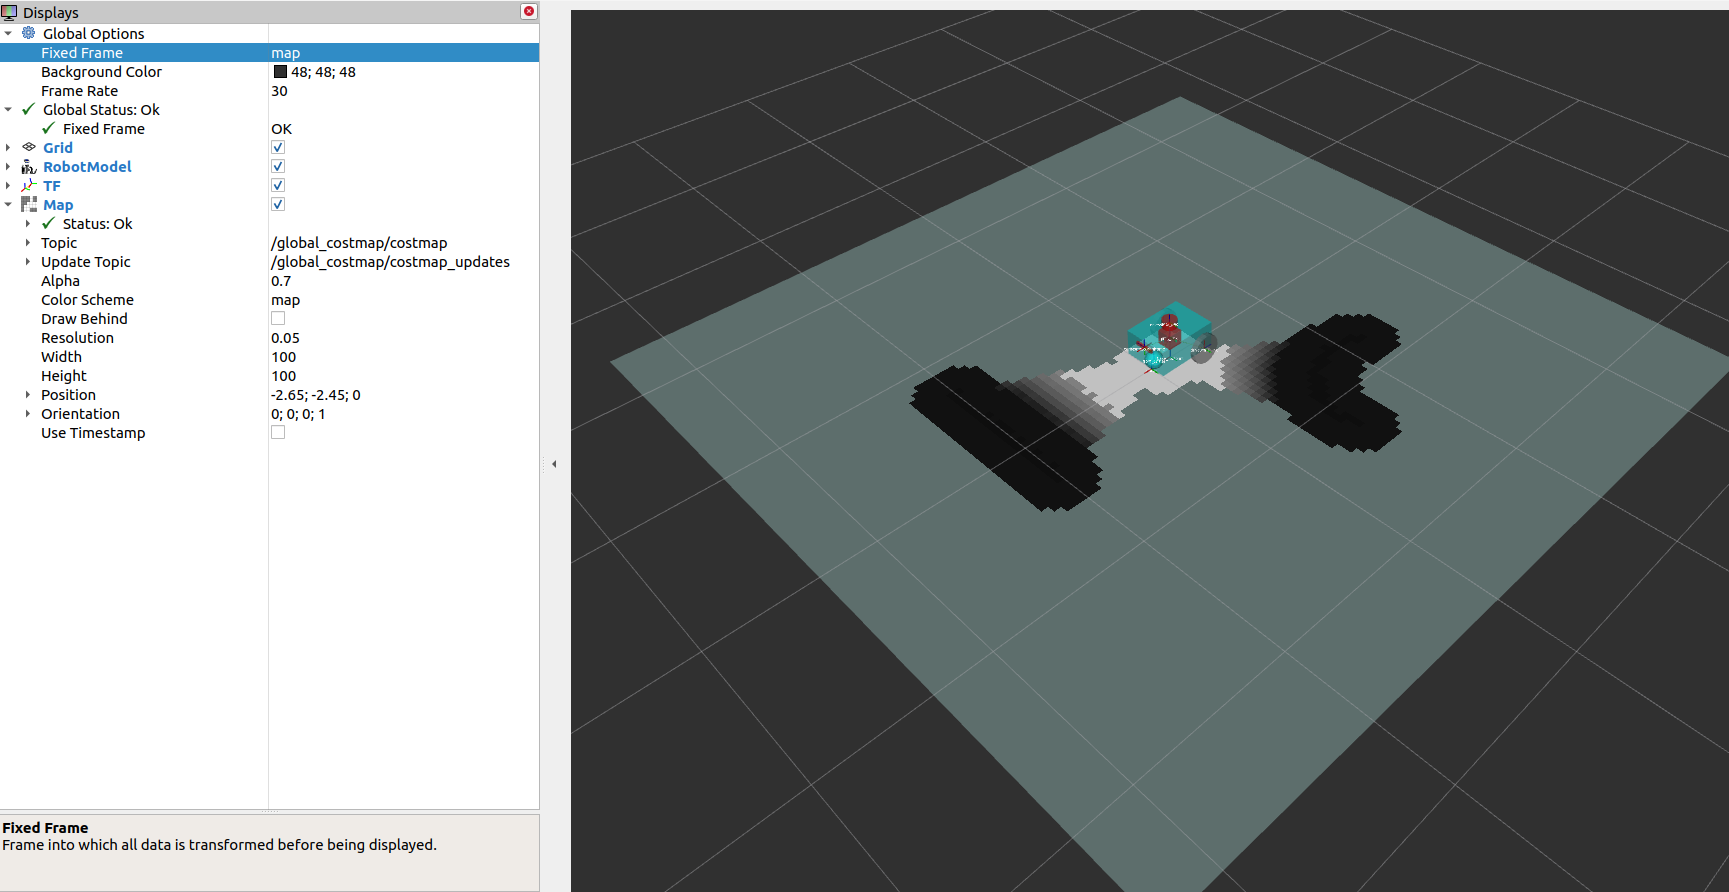 Displays
Global Options
Fixed Frame map
Background Color 48; 48; 48
Frame Rate 30
Global Status: Ok
Fixed Frame OK
Grid
RobotModel
TF
Map
Status: Ok
Topic /global_costmap/costmap
Update Topic /global_costmap/costmap_updates
Alpha 0.7
Color Scheme map
Draw Behind
Resolution 0.05
Width 100
Height 100
Position -2.65; -2.45; 0
Orientation 0; 0; 0; 1
Use Timestamp
Fixed Frame
Frame into which all data is transformed before being displayed.